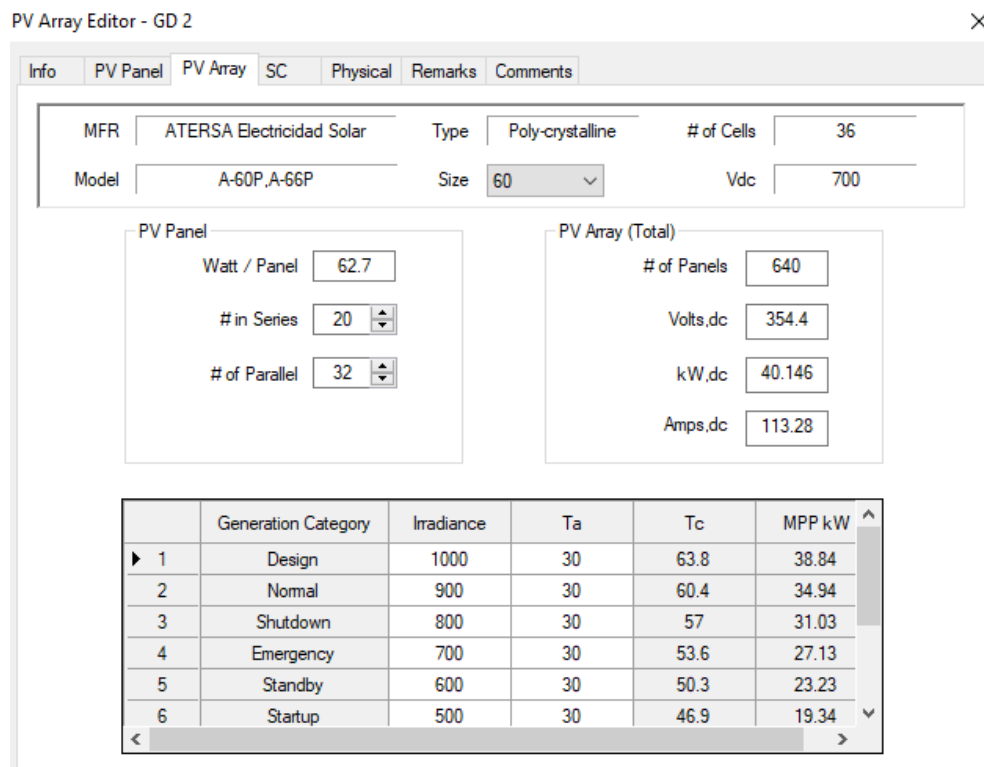 PV Array Editor - GD 2
Info PV Panel PV Array SC Physical Remarks Comments
MFR ATERSA Electricidad Solar Type Poly-crystalline # of Cells 36
Model A-60P,A-66P Size 60 Vdc 700
PV Panel PV Array (Total)
Watt / Panel 62.7 # of Panels 640
# in Series 20 Volts,dc 354.4
# of Parallel 32 kW,dc 40.146
Amps,dc 113.28
Generation Category Irradiance Ta Tc MPP kW
1 Design 1000 30 63.8 38.84
2 Normal 900 30 60.4 34.94
3 Shutdown 800 30 57 31.03
4 Emergency 700 30 53.6 27.13
5 Standby 600 30 50.3 23.23
6 Startup 500 30 46.9 19.34